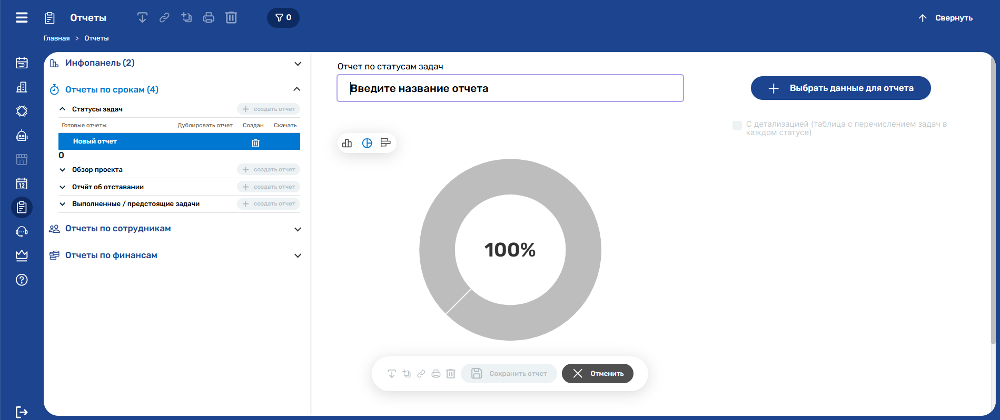 Отчеты
0
Свернуть
Главная > Отчеты
Инфопанель (2)
Отчеты по срокам (4)
Статусы задач
создать отчет
Готовые отчеты
Дублировать отчет
Создан
Скачать
Новый отчет
0
Обзор проекта
создать отчет
Отчёт об отставании
создать отчет
Выполненные / предстоящие задачи
создать отчет
Отчеты по сотрудникам
Отчеты по финансам
12
Отчет по статусам задач
Введите название отчета
Выбрать данные для отчета
С детализацией (таблица с перечислением задач в
каждом статусе)
100%
Сохранить отчет
Отменить